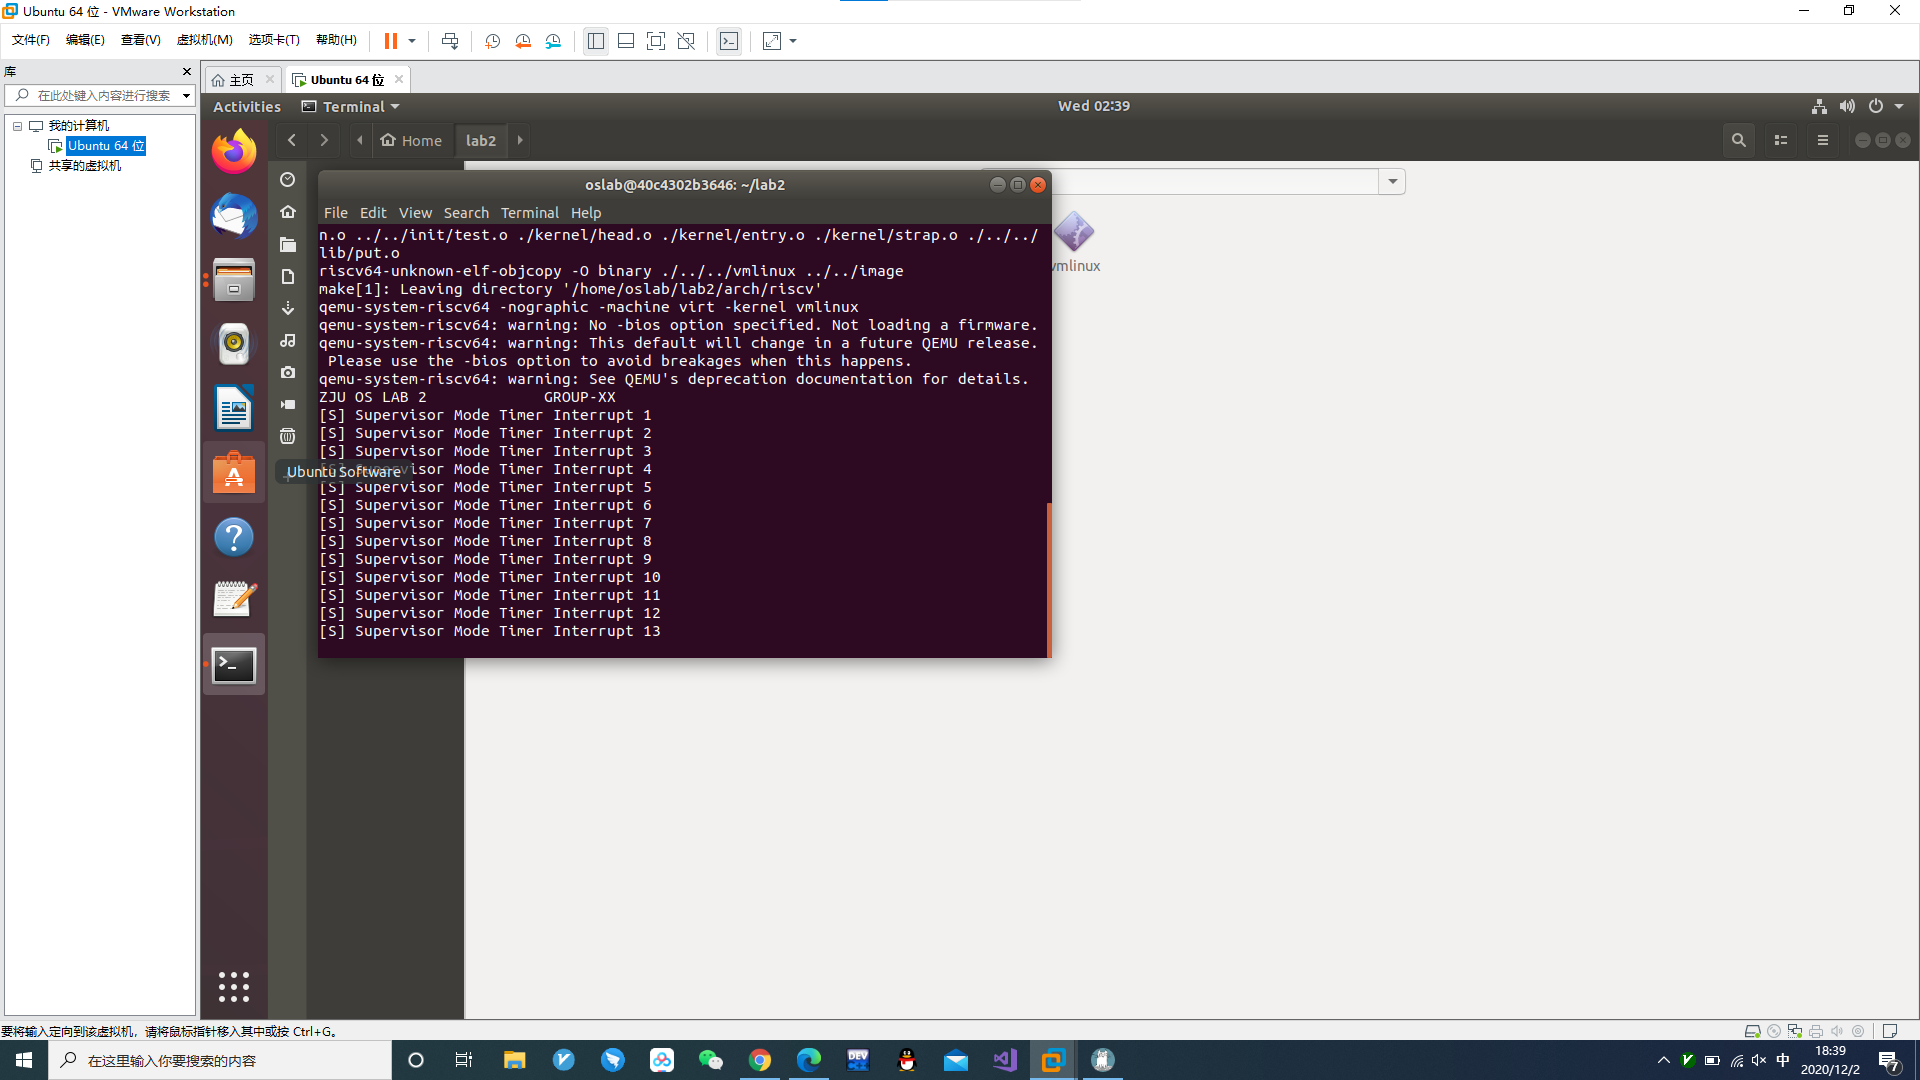 Ubuntu 64 位 - VMware Workstation
文件(F) 编辑(E) 查看(V) 虚拟机(M) 选项卡(T) 帮助(H)
库
在此处键入内容进行搜索
我的计算机
Ubuntu 64 位
共享的虚拟机
主页
Ubuntu 64 位
Activities Terminal Wed 02:39
Home lab2
oslab@40c4302b3646: ~/lab2
File Edit View Search Terminal Help
n.o ../../init/test.o ./kernel/head.o ./kernel/entry.o ./kernel/strap.o ./../../
lib/put.o
riscv64-unknown-elf-objcopy -O binary ./../../vmlinux ../../image
make[1]: Leaving directory '/home/oslab/lab2/arch/riscv'
qemu-system-riscv64 -nographic -machine virt -kernel vmlinux
qemu-system-riscv64: warning: No -bios option specified. Not loading a firmware.
qemu-system-riscv64: warning: This default will change in a future QEMU release.
Please use the -bios option to avoid breakages when this happens.
qemu-system-riscv64: warning: See QEMU's deprecation documentation for details.
ZJU OS LAB 2 GROUP-XX
[S] Supervisor Mode Timer Interrupt 1
[S] Supervisor Mode Timer Interrupt 2
[S] Supervisor Mode Timer Interrupt 3
[S] Supervisor Mode Timer Interrupt 4
[S] Supervisor Mode Timer Interrupt 5
[S] Supervisor Mode Timer Interrupt 6
[S] Supervisor Mode Timer Interrupt 7
[S] Supervisor Mode Timer Interrupt 8
[S] Supervisor Mode Timer Interrupt 9
[S] Supervisor Mode Timer Interrupt 10
[S] Supervisor Mode Timer Interrupt 11
[S] Supervisor Mode Timer Interrupt 12
[S] Supervisor Mode Timer Interrupt 13
Ubuntu Software
vmlinux
要将输入定向到该虚拟机，请将鼠标指针移入其中或按 Ctrl+G。
在这里输入你要搜索的内容
DEV
中
18:39
2020/12/2
7